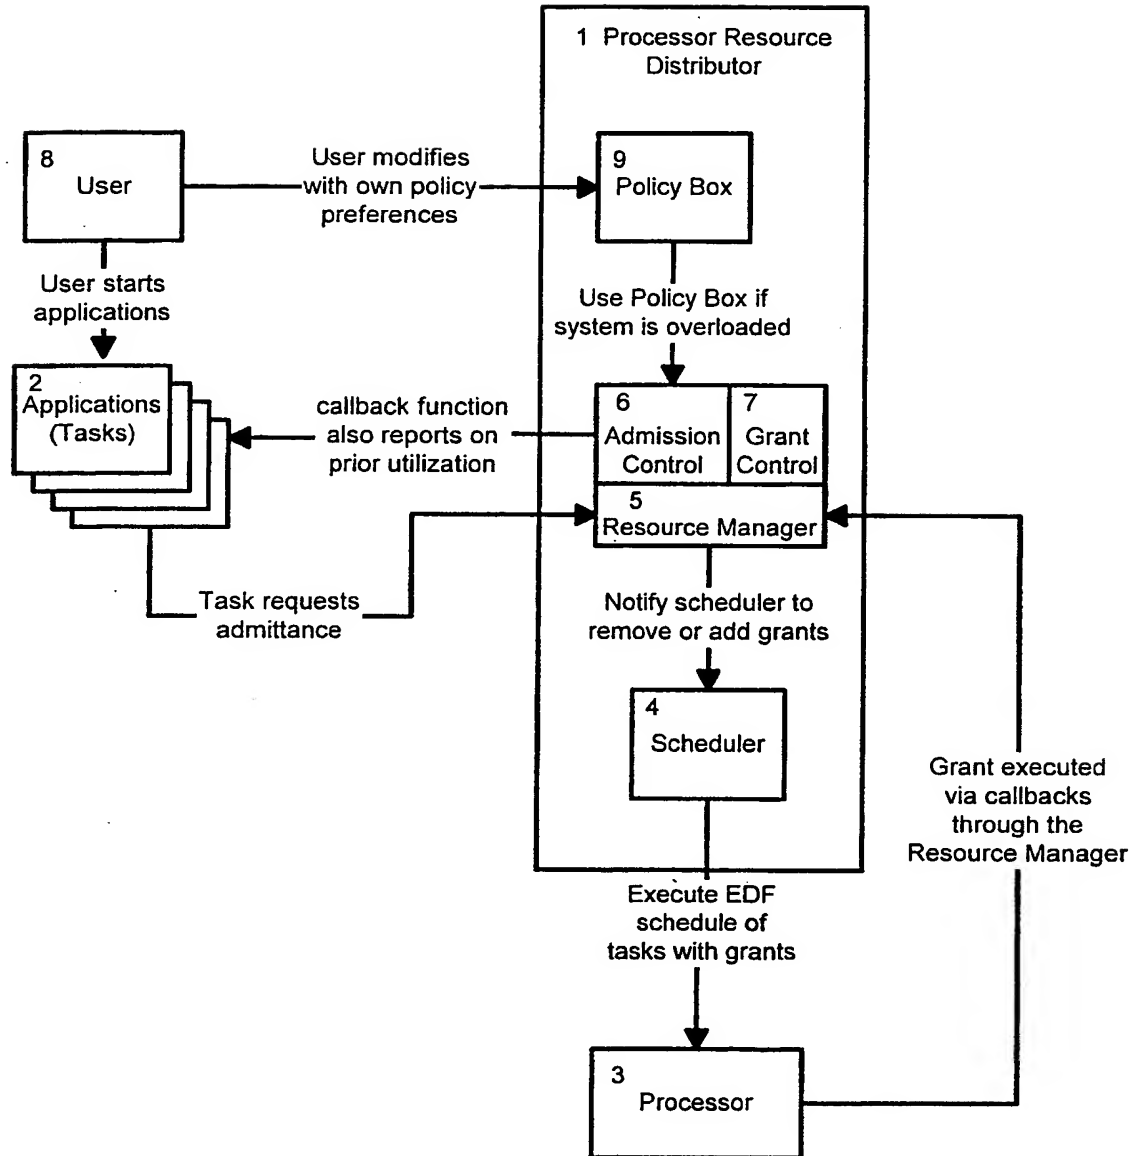 1 Processor Resource
Distributor
8
User
User modifies
with own policy
preferences
9
Policy Box
User starts
applications
Use Policy Box if
system is overloaded
2
Applications
(Tasks)
callback function
also reports on
prior utilization
6
Admission
Control
7
Grant
Control
5
Resource Manager
Task requests
admittance
Notify scheduler to
remove or add grants
4
Scheduler
Grant executed
via callbacks
through the
Resource Manager
Execute EDF
schedule of
tasks with grants
3
Processor